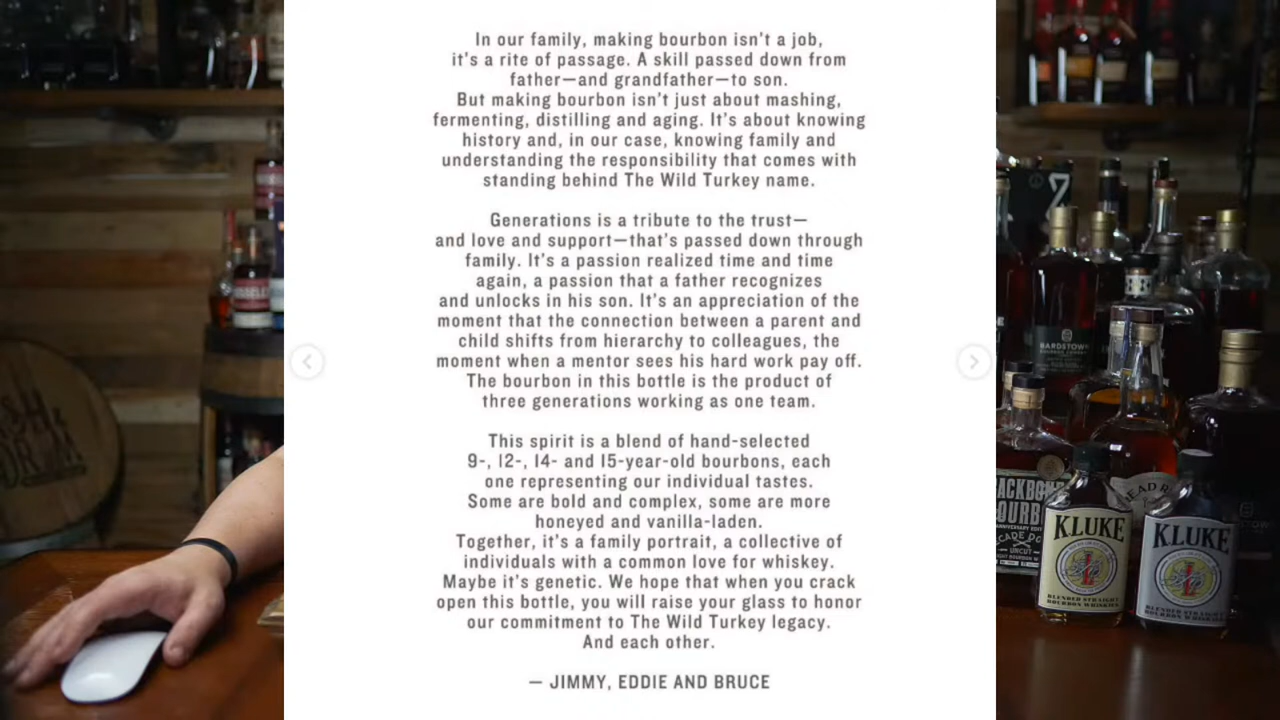 In our family, making bourbon isn't a job,
it's a rite of passage. A skill passed down from
father—and grandfather—to son.
But making bourbon isn't just about mashing,
fermenting, distilling and aging. It's about knowing
history and, in our case, knowing family and
understanding the responsibility that comes with
standing behind The Wild Turkey name.
Generations is a tribute to the trust—
and love and support—that's passed down through
family. It's a passion realized time and time
again, a passion that a father recognizes
and unlocks in his son. It's an appreciation of the
moment that the connection between a parent and
child shifts from hierarchy to colleagues, the
moment when a mentor sees his hard work pay off.
The bourbon in this bottle is the product of
three generations working as one team.
This spirit is a blend of hand-selected
9-, 12-, 14- and 15-year-old bourbons, each
one representing our individual tastes.
Some are bold and complex, some are more
honeyed and vanilla-laden.
Together, it's a family portrait, a collective of
individuals with a common love for whiskey.
Maybe it's genetic. We hope that when you crack
open this bottle, you will raise your glass to honor
our commitment to The Wild Turkey legacy.
And each other.
— JIMMY, EDDIE AND BRUCE
7
BARDSTOWN
KLUKE
BLENDED STRAIGHT
BOURBON WHISKIES
KLUKE
BLENDED STRAIGHT
BOURBON WHISKIES
UNCUT